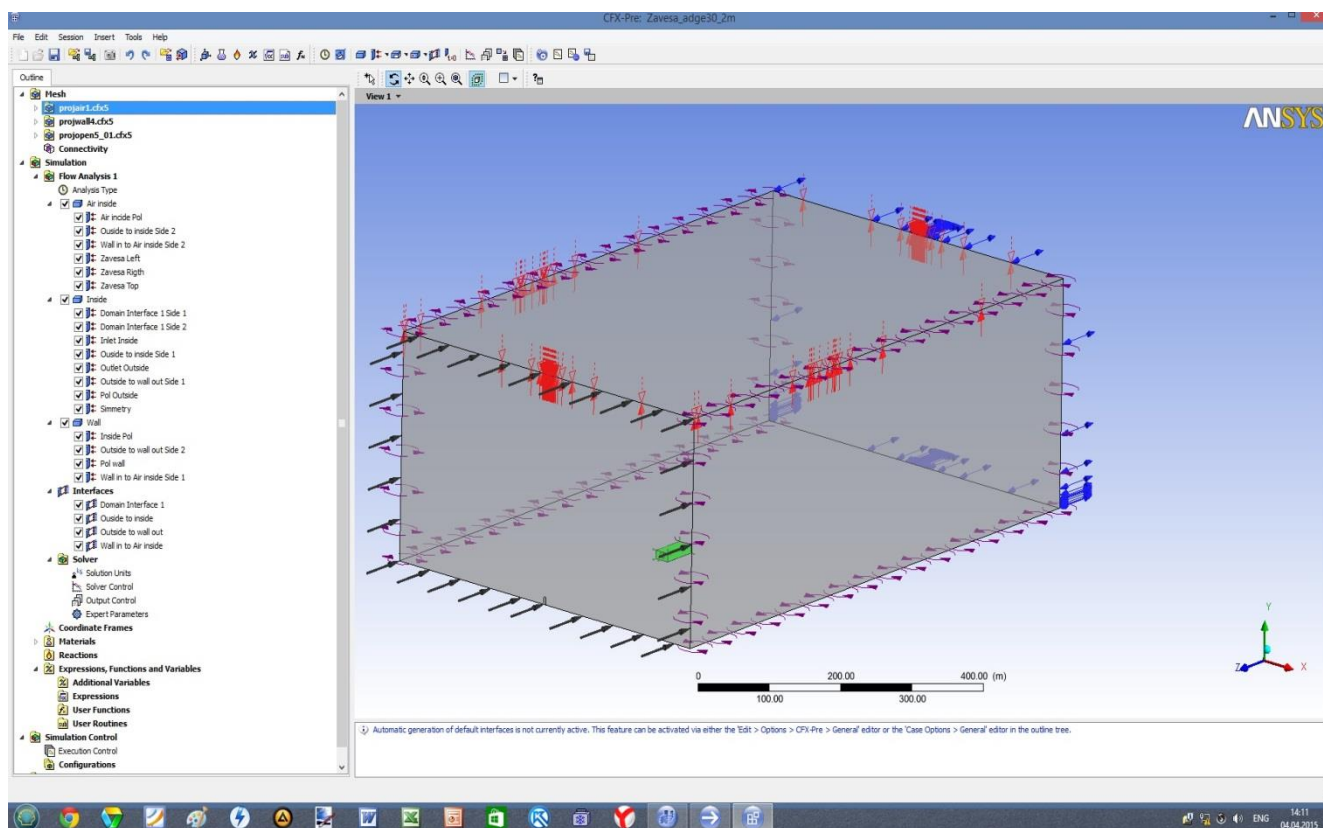 CFX-Pre: Zavesa_adge30_2m
File Edit Session Insert Tools Help
Outline
Mesh
projair1.cfx5
projwall4.cfx5
projopen5_01.cfx5
Connectivity
Simulation
Flow Analysis 1
Analysis Type
Air inside
Air incide Pol
Ouside to inside Side 2
Wall in to Air inside Side 2
Zavesa Left
Zavesa Rigth
Zavesa Top
Inside
Domain Interface 1 Side 1
Domain Interface 1 Side 2
Inlet Inside
Ouside to inside Side 1
Outlet Outside
Outside to wall out Side 1
Pol Outside
Simmetry
Wall
Inside Pol
Outside to wall out Side 2
Pol wall
Wall in to Air inside Side 1
Interfaces
Domain Interface 1
Ouside to inside
Outside to wall out
Wall in to Air inside
Solver
Solution Units
Solver Control
Output Control
Expert Parameters
Coordinate Frames
Materials
Reactions
Expressions, Functions and Variables
Additional Variables
Expressions
User Functions
User Routines
Simulation Control
Execution Control
Configurations
View 1
ANSYS
Y
Z X
0 200.00 400.00 (m)
100.00 300.00
Automatic generation of default interfaces is not currently active. This feature can be activated via either the 'Edit > Options > CFX-Pre > General' editor or the 'Case Options > General' editor in the outline tree.
ENG 14:11
04.04.2015